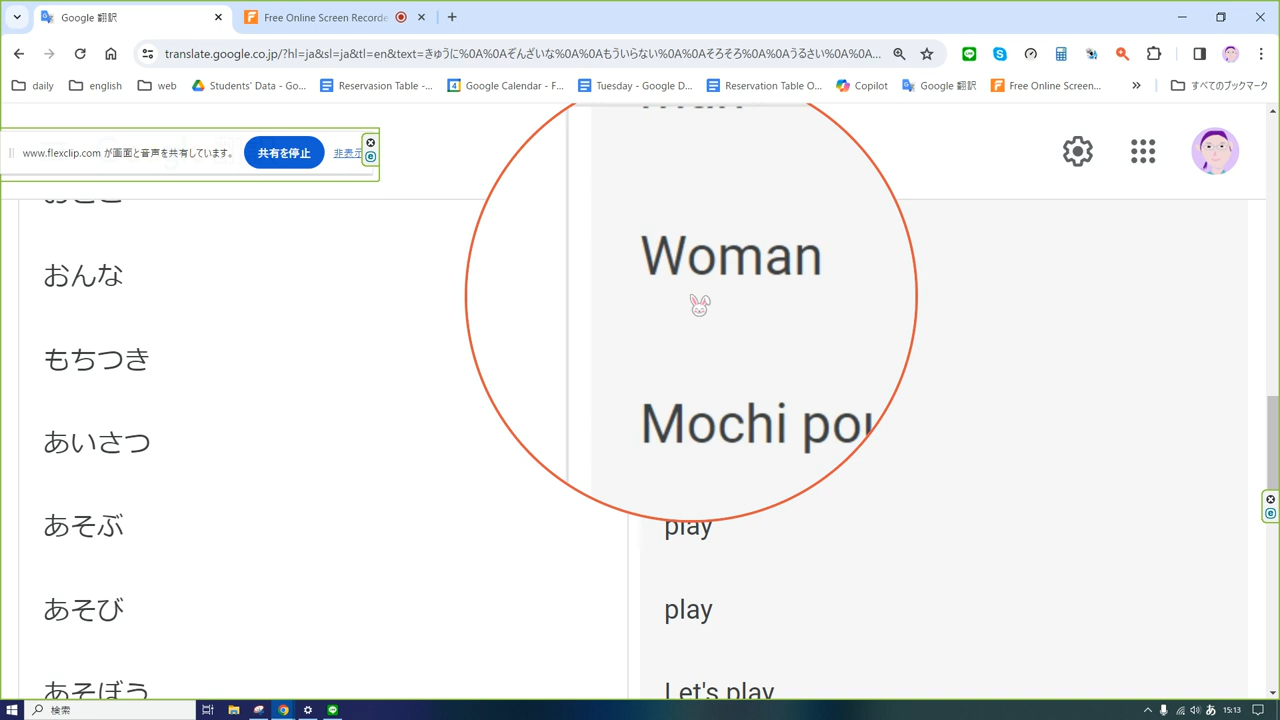 Google 翻訳
Free Online Screen Recorde
translate.google.co.jp/?hl=ja&sl=ja&tl=en&text=きゅうに%0A%0Aぞんざいな%0A%0Aもういらない%0A%0Aそろそろ%0A%0Aうるさい%0A%0A...
daily
english
web
Students' Data - Go...
Reservasion Table -...
Google Calendar - F...
Tuesday - Google D...
Reservation Table O...
Copilot
Google 翻訳
Free Online Screen...
»
すべてのブックマーク
www.flexclip.com が画面と音声を共有しています。
共有を停止
非表示
おんな
Woman
もちつき
Mochi pou
あいさつ
あそぶ
play
あそび
play
あそぼう
Let's play
検索
あ
15:13